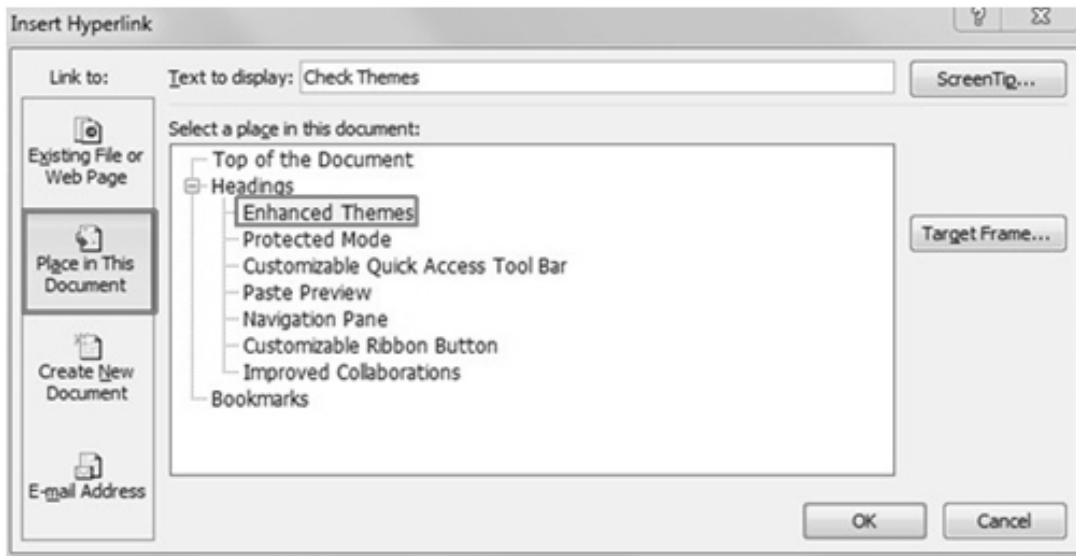 Insert Hyperlink
Link to:
Text to display: Check Themes
ScreenTip...
Select a place in this document:
Existing File or
Web Page
Place in This
Document
Create New
Document
E-mail Address
Top of the Document
Headings
Enhanced Themes
Protected Mode
Customizable Quick Access Tool Bar
Paste Preview
Navigation Pane
Customizable Ribbon Button
Improved Collaborations
Bookmarks
Target Frame...
OK
Cancel